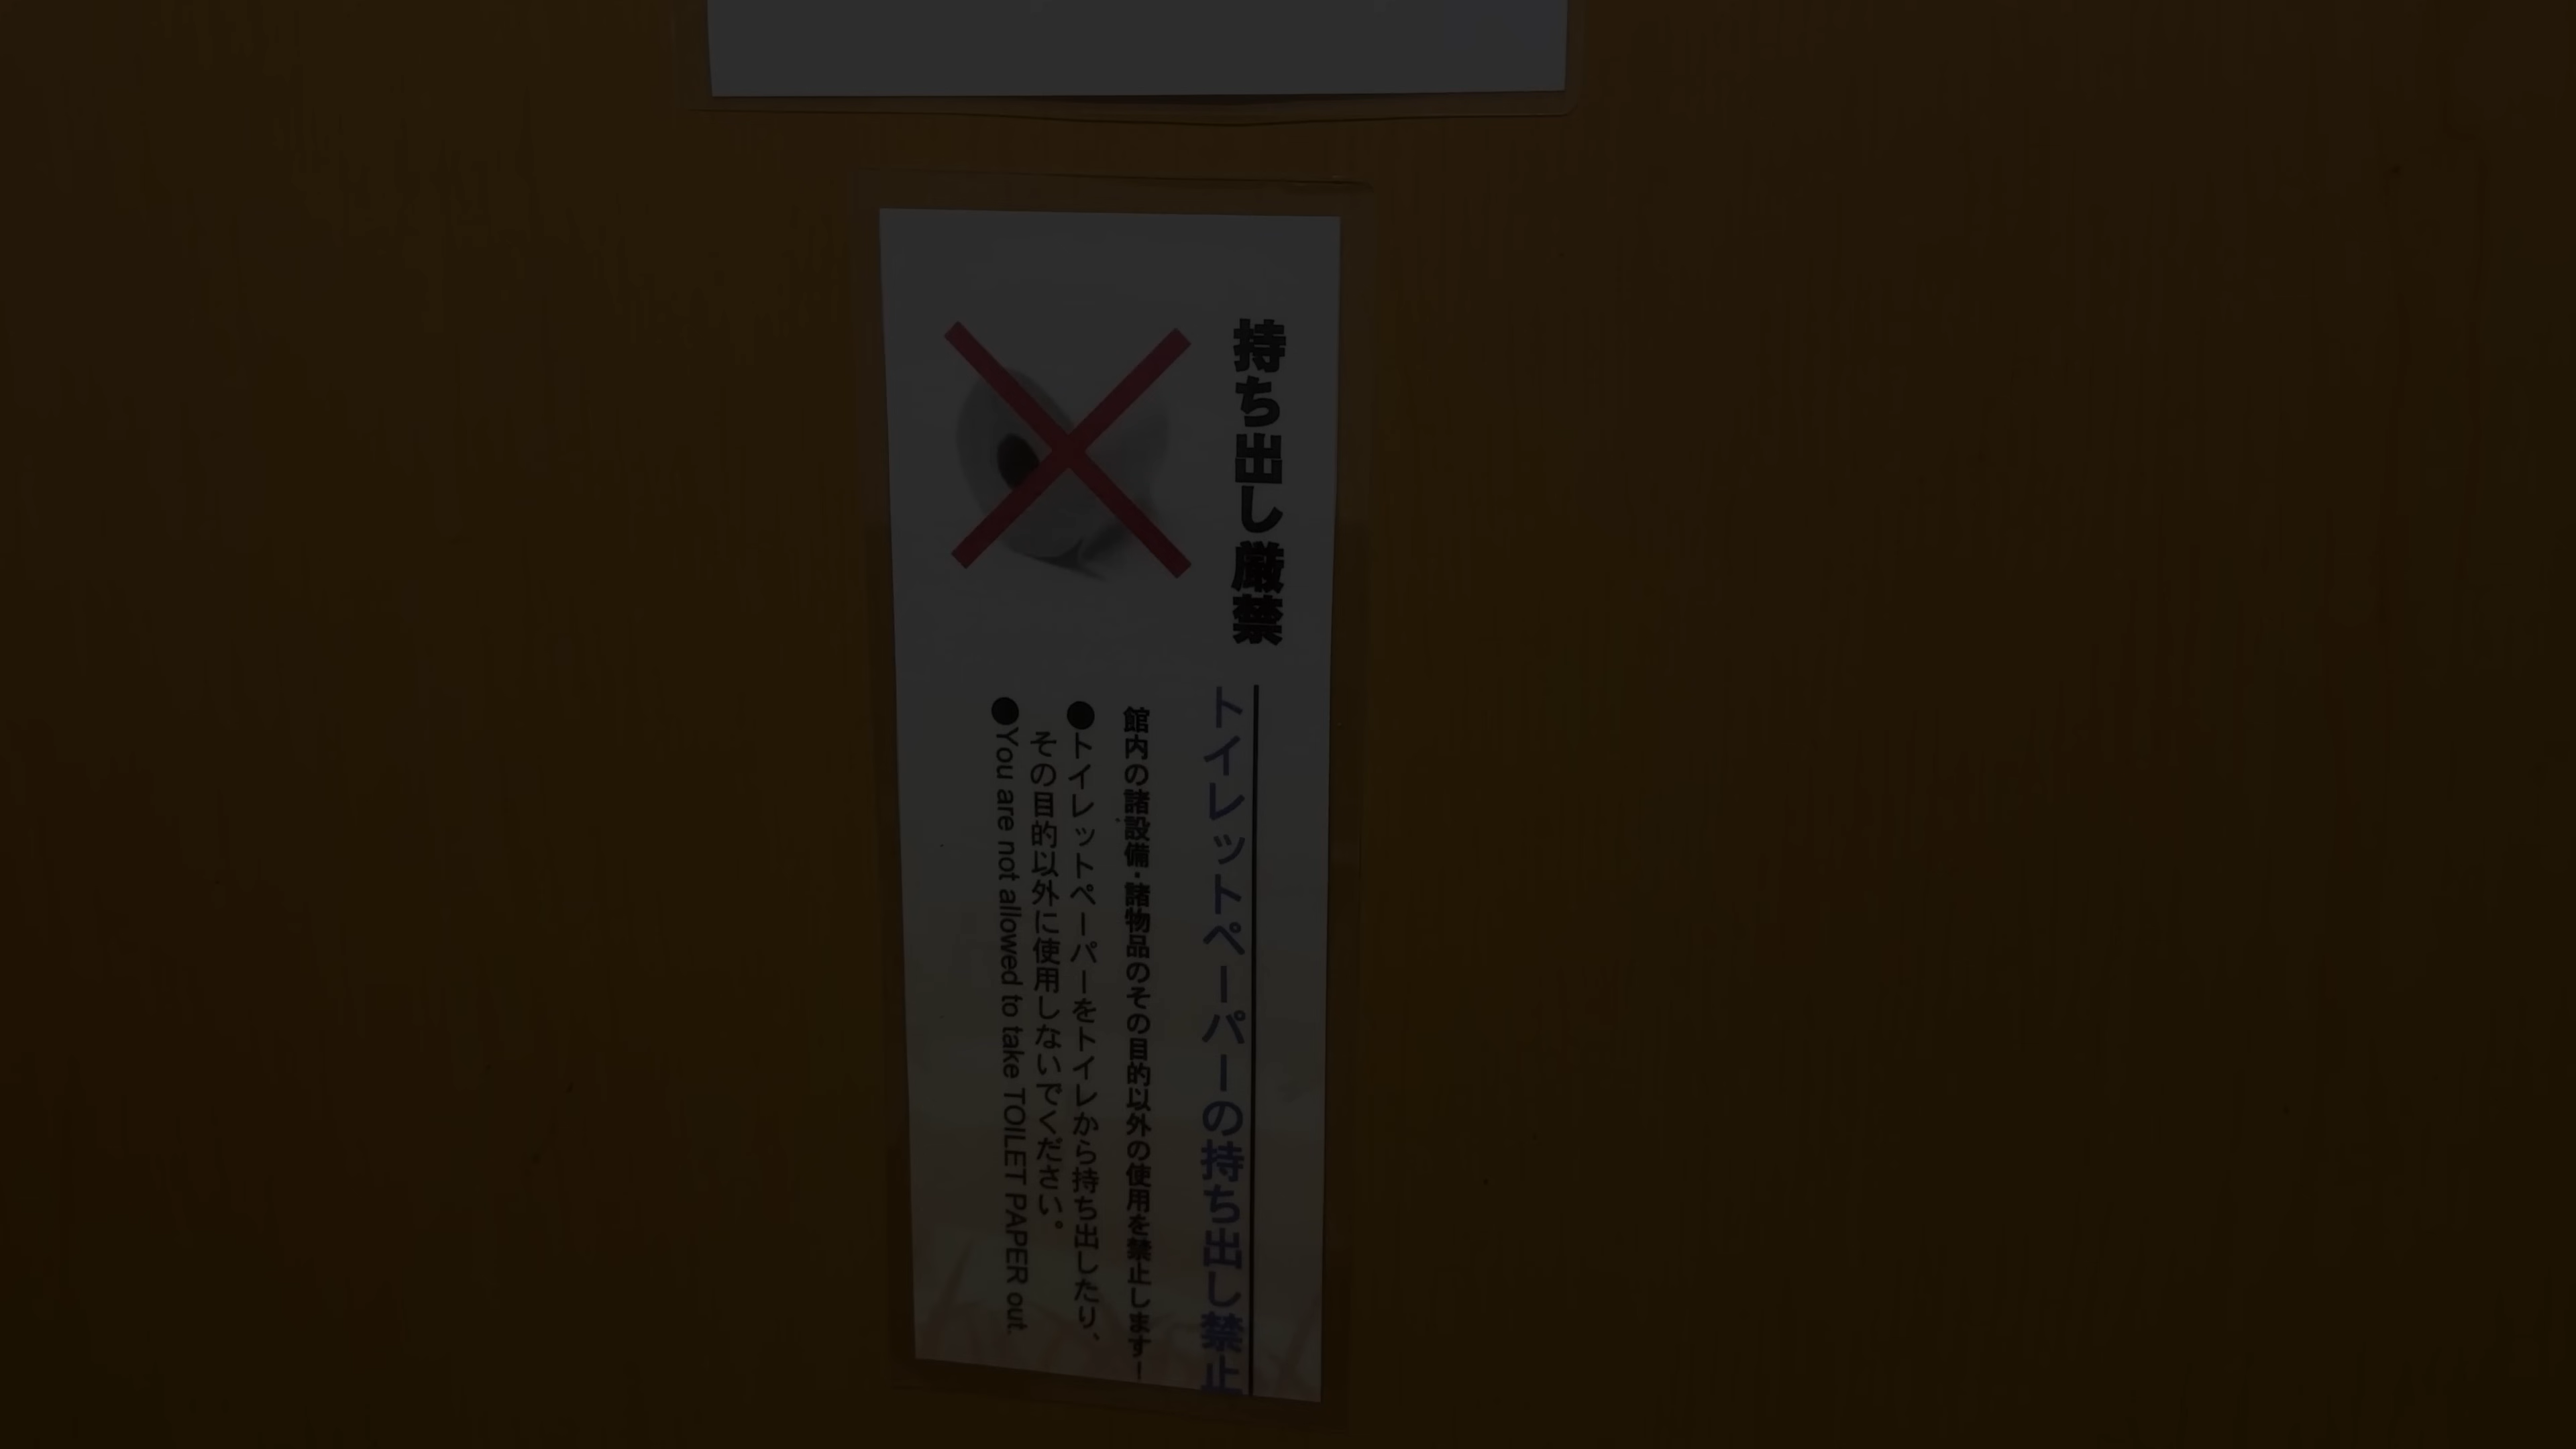 持ち出し厳禁
トイレットペーパーの持ち出し禁止
館内の諸設備・諸物品のその目的以外の使用を禁止します！
●トイレットペーパーをトイレから持ち出したり、
その目的以外に使用しないでください。
●You are not allowed to take TOILET PAPER out.